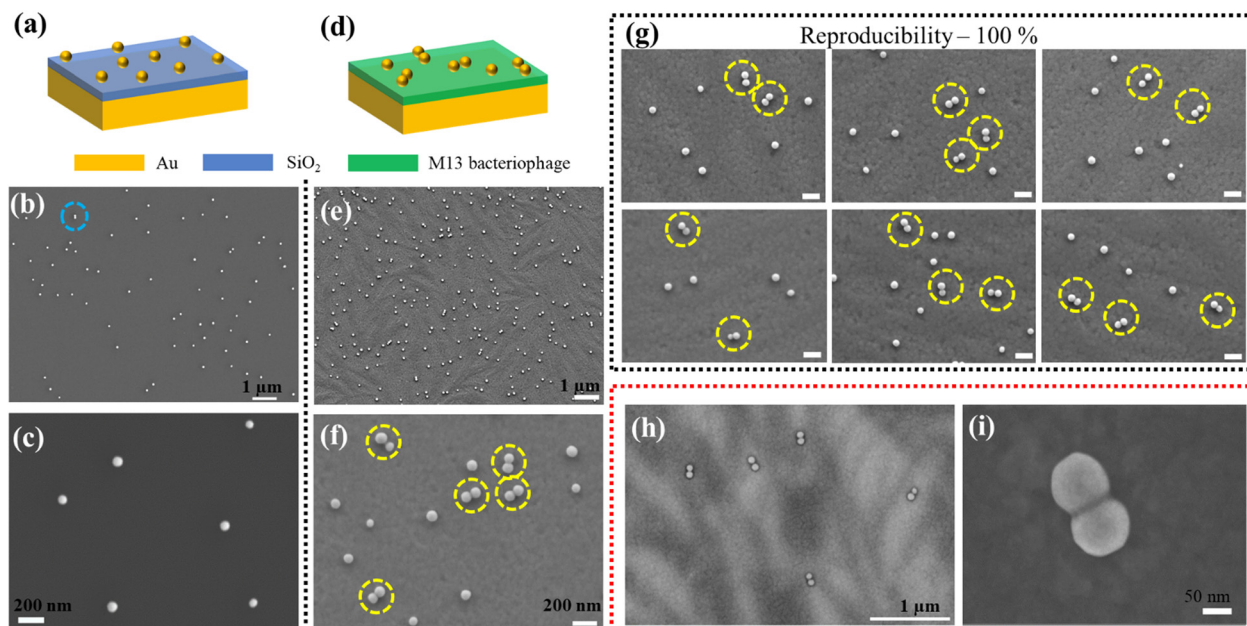 (a)
(d)
Au
SiO₂
M13 bacteriophage
(b)
1 µm
(c)
200 nm
(e)
1 µm
(f)
200 nm
(g)
Reproducibility – 100 %
(h)
1 µm
(i)
50 nm